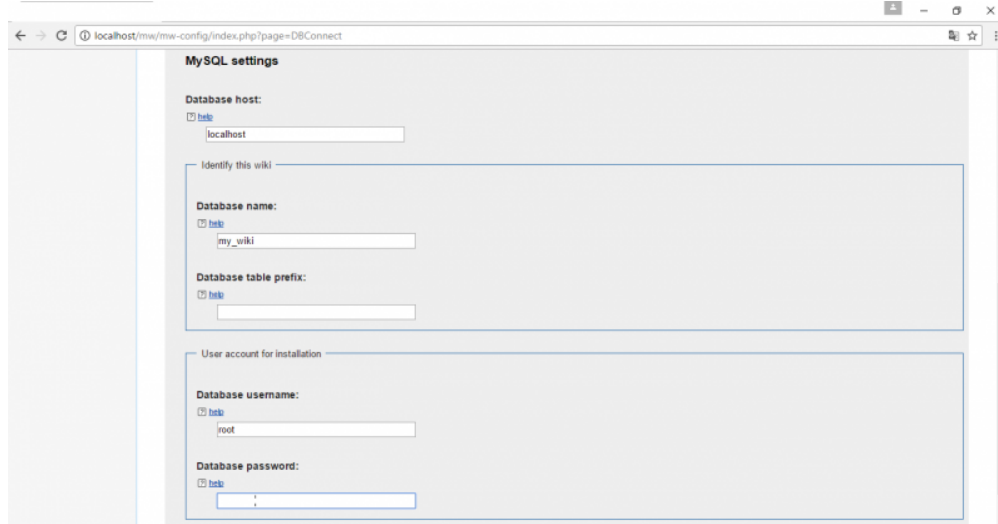 localhost/mw/mw-config/index.php?page=DBConnect
MySQL settings
Database host:
? help
localhost
Identify this wiki
Database name:
? help
my_wiki
Database table prefix:
? help
User account for installation
Database username:
? help
root
Database password:
? help